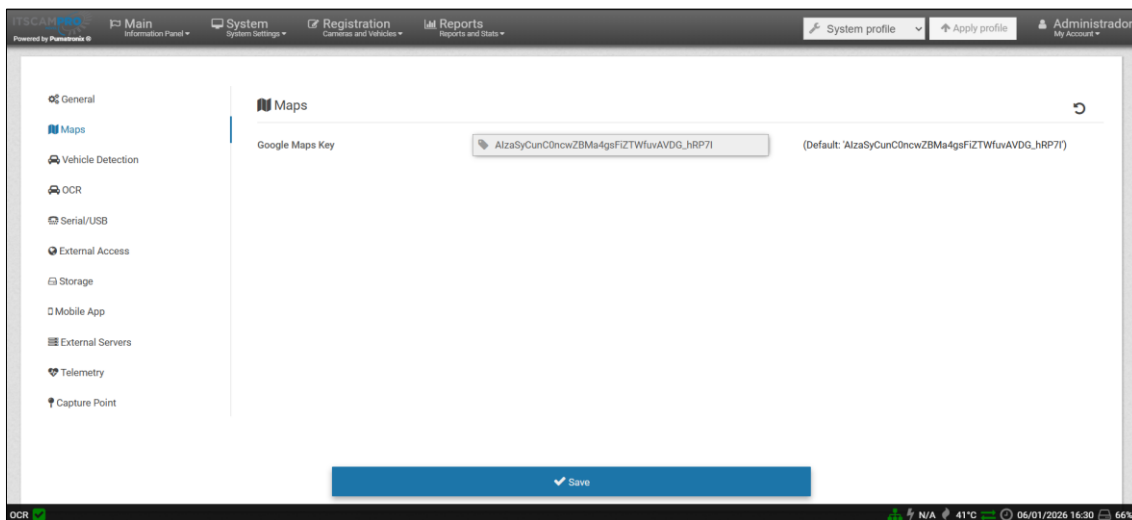 ITSCAMPRO
Powered by Pumatronix ®
Main
Information Panel
System
System Settings
Registration
Cameras and Vehicles
Reports
Reports and Stats
System profile
Apply profile
Administrador
My Account
General
Maps
Vehicle Detection
OCR
Serial/USB
External Access
Storage
Mobile App
External Servers
Telemetry
Capture Point
Maps
Google Maps Key
AIzaSyCunC0ncwZBMa4gsFiZTWfuvAVDG_hRP7I
(Default: 'AIzaSyCunC0ncwZBMa4gsFiZTWfuvAVDG_hRP7I')
Save
OCR
N/A
41°C
06/01/2026 16:30
66%